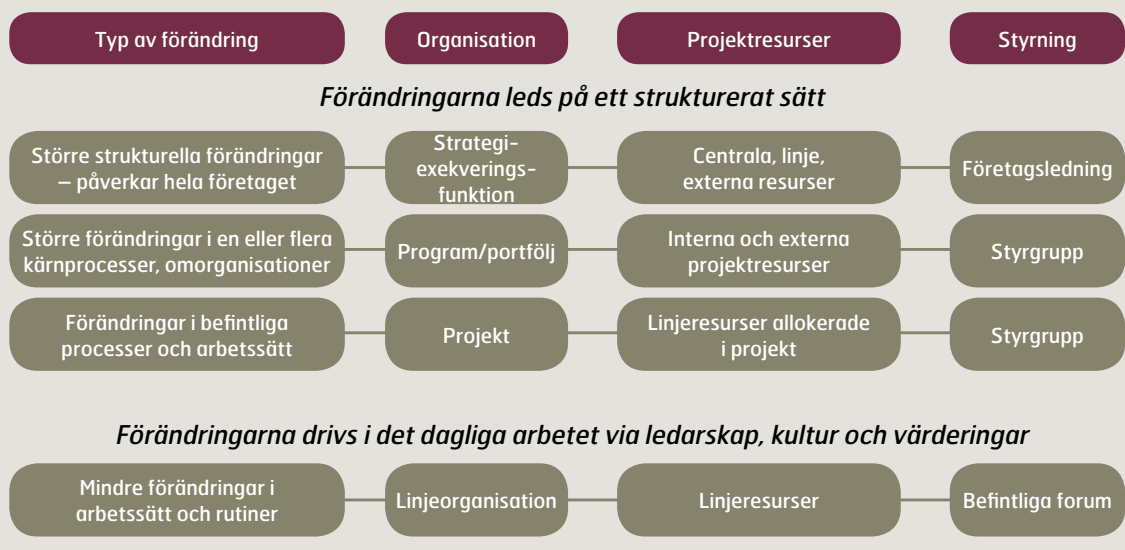 Typ av förändring
Organisation
Projektresurser
Styrning
Förändringarna leds på ett strukturerat sätt
Större strukturella förändringar
– påverkar hela företaget
Strategi-
exekverings-
funktion
Centrala, linje,
externa resurser
Företagsledning
Större förändringar i en eller flera
kärnprocesser, omorganisationer
Program/portfölj
Interna och externa
projektresurser
Styrgrupp
Förändringar i befintliga
processer och arbetssätt
Projekt
Linjeresurser allokerade
i projekt
Styrgrupp
Förändringarna drivs i det dagliga arbetet via ledarskap, kultur och värderingar
Mindre förändringar i
arbetssätt och rutiner
Linjeorganisation
Linjeresurser
Befintliga forum